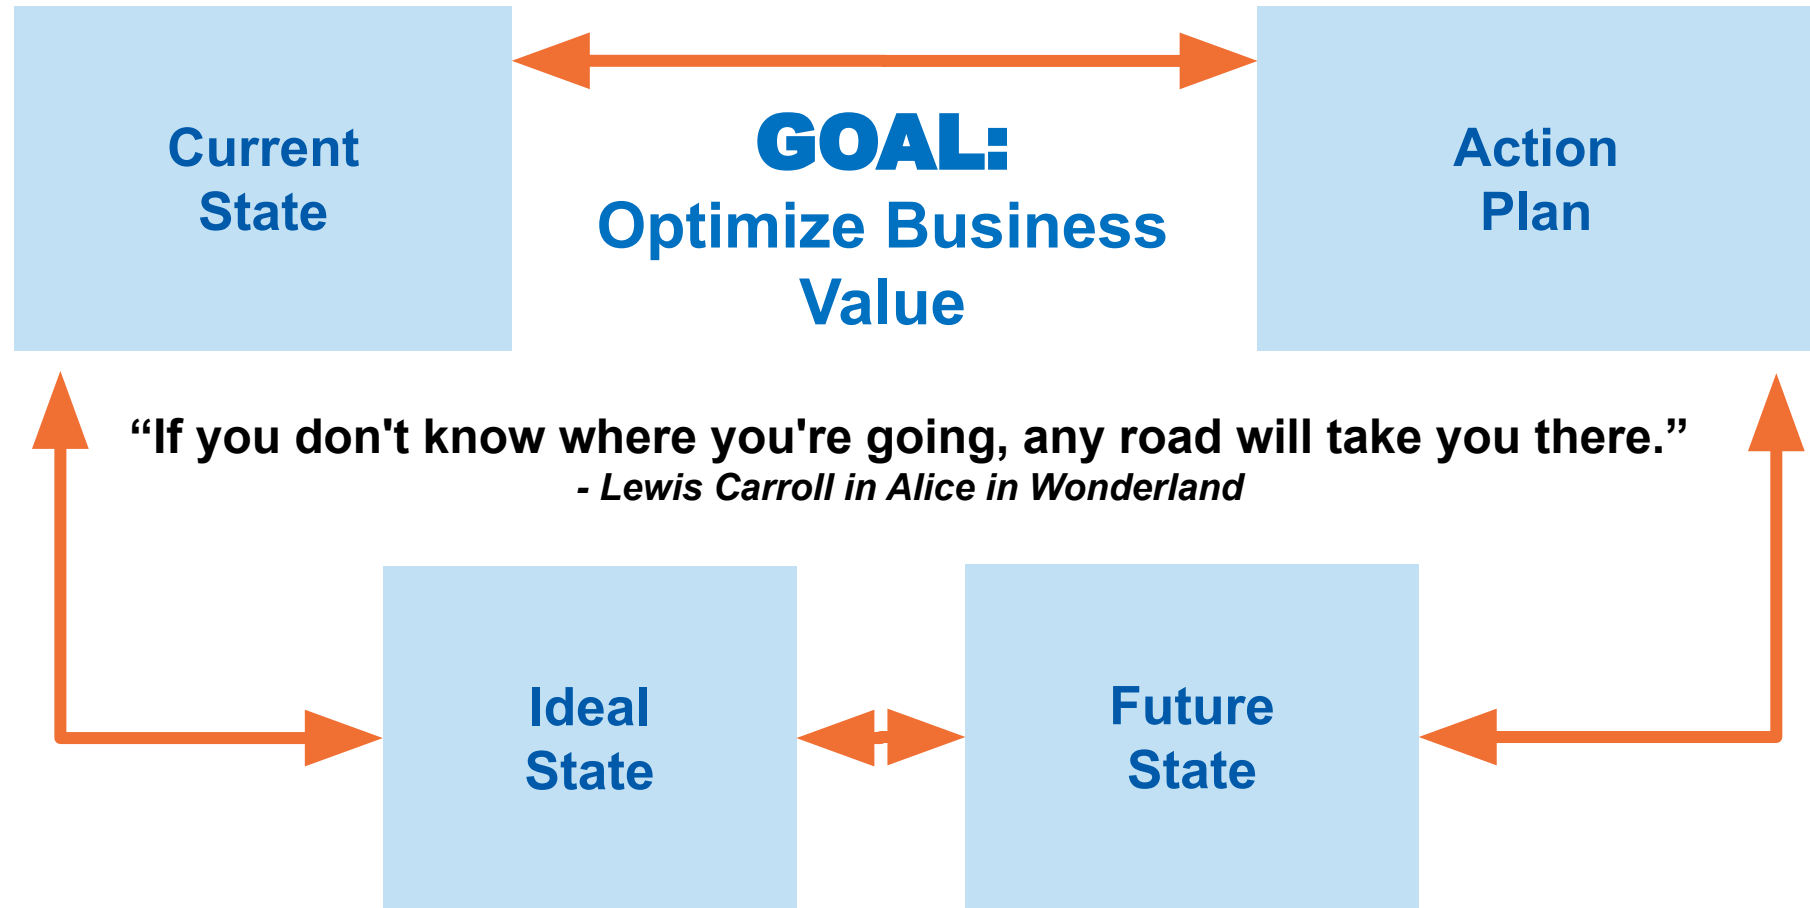 Current
State
GOAL:
Optimize Business
Value
Action
Plan
“If you don't know where you're going, any road will take you there.”
- Lewis Carroll in Alice in Wonderland
Ideal
State
Future
State